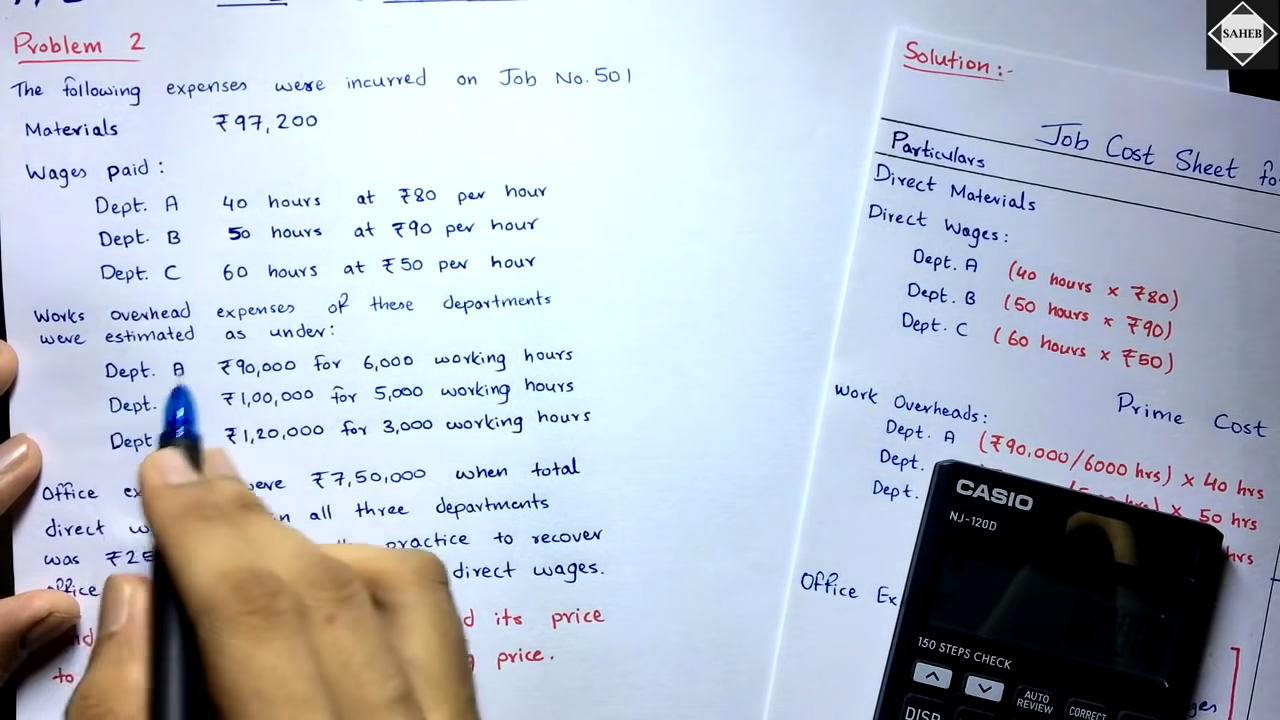 Problem 2
The following expenses were incurred on Job No. 501
Materials ₹97,200
Wages paid:
Dept. A 40 hours at ₹80 per hour
Dept. B 50 hours at ₹90 per hour
Dept. C 60 hours at ₹50 per hour
Works overhead expenses of these departments
were estimated as under:
Dept. A ₹90,000 for 6,000 working hours
Dept. ₹1,00,000 for 5,000 working hours
Dept ₹1,20,000 for 3,000 working hours
Office ₹7,50,000 when total
direct in all three departments
was practice to recover
direct wages.
its price
to price.
SAHEB
Solution:-
Job Cost Sheet
Particulars
Direct Materials
Direct Wages:
Dept. A (40 hours × ₹80)
Dept. B (50 hours × ₹90)
Dept. C (60 hours × ₹50)
Prime Cost
Work Overheads:
Dept. A (₹90,000/6000 hrs) × 40 hrs
Dept. × 50 hrs
Dept. hrs
Office
CASIO
NJ-120D
150 STEPS CHECK
AUTO REVIEW
CORRECT